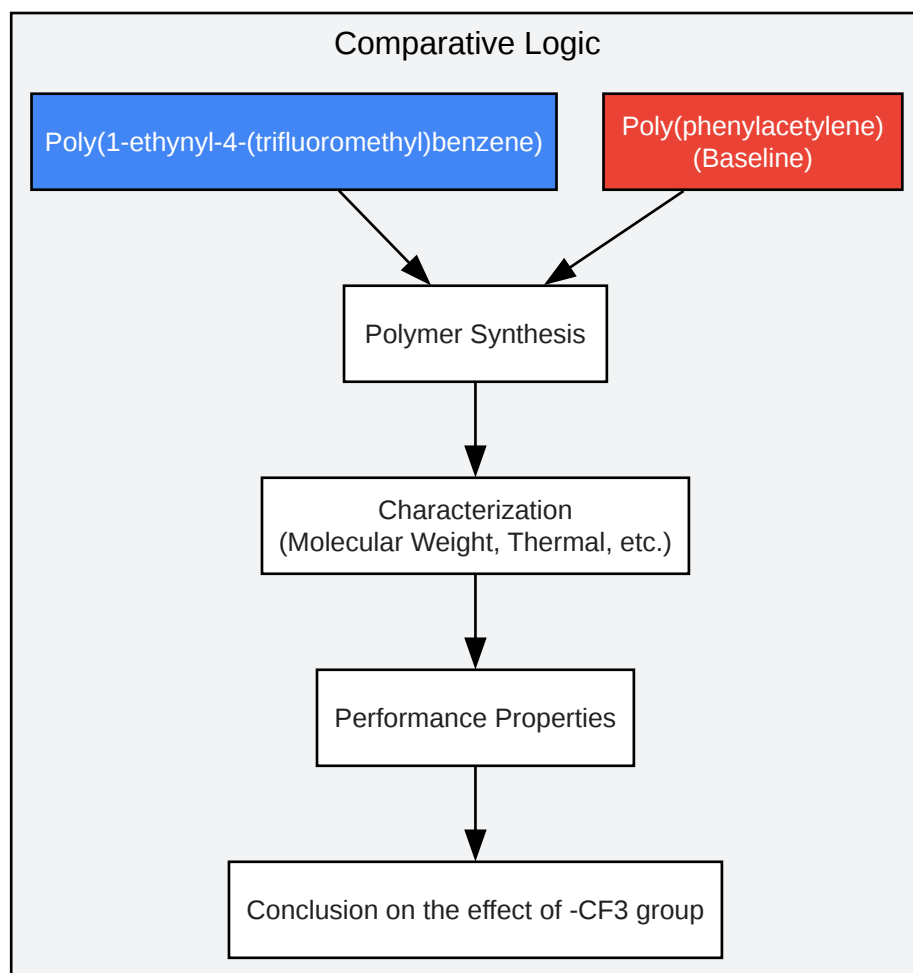 Comparative Logic
Poly(1-ethynyl-4-(trifluoromethyl)benzene)
Poly(phenylacetylene)
(Baseline)
Polymer Synthesis
Characterization
(Molecular Weight, Thermal, etc.)
Performance Properties
Conclusion on the effect of -CF3 group